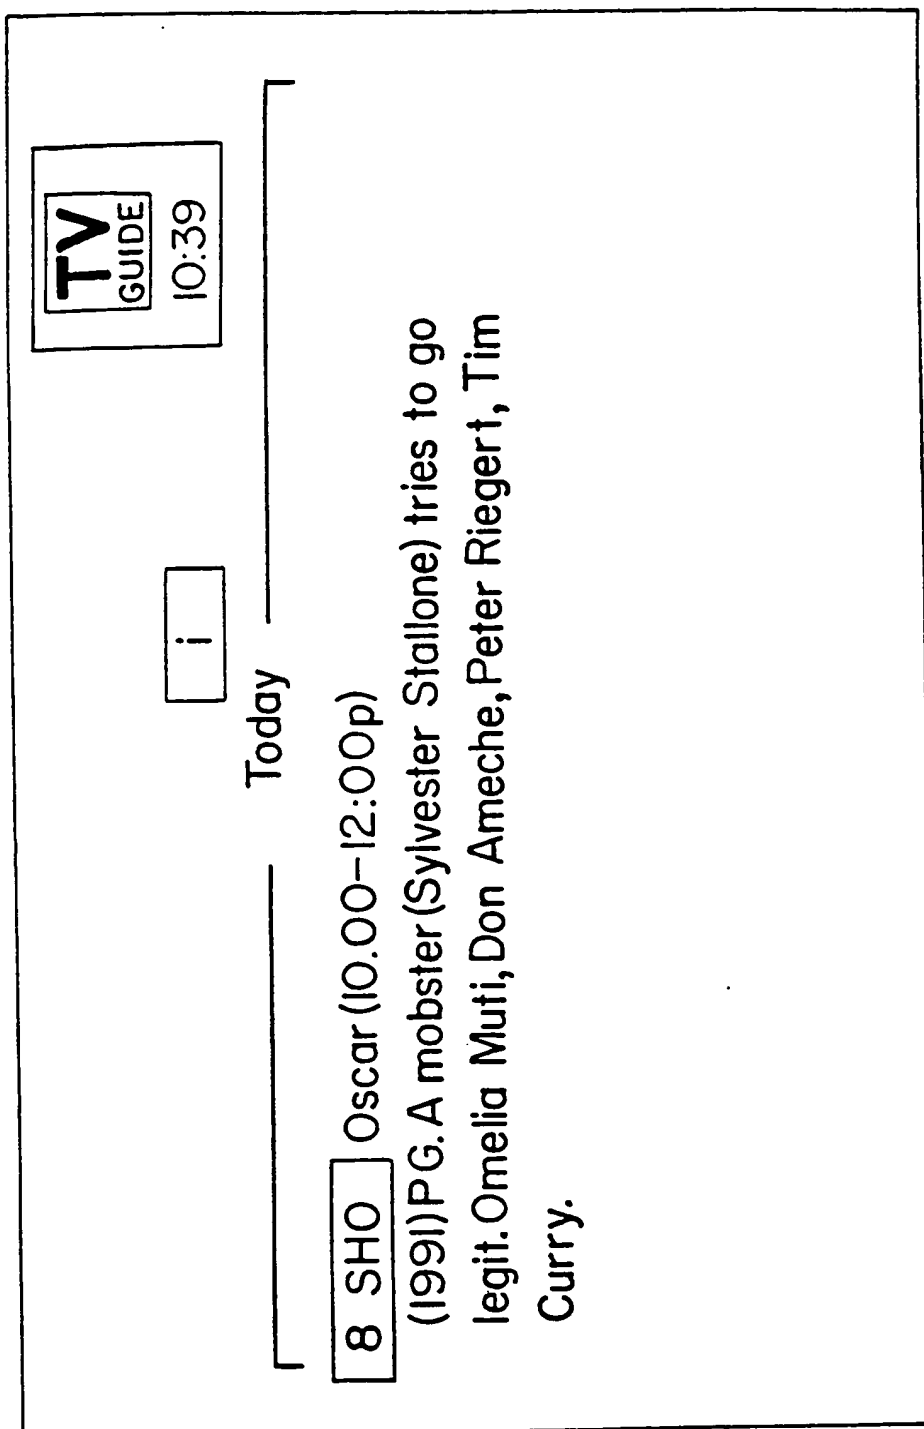 TV
GUIDE
10:39
i
Today
8 SHO Oscar (10.00-12:00p)
(1991) PG. A mobster (Sylvester Stallone) tries to go
legit. Omelia Muti, Don Ameche, Peter Riegert, Tim
Curry.